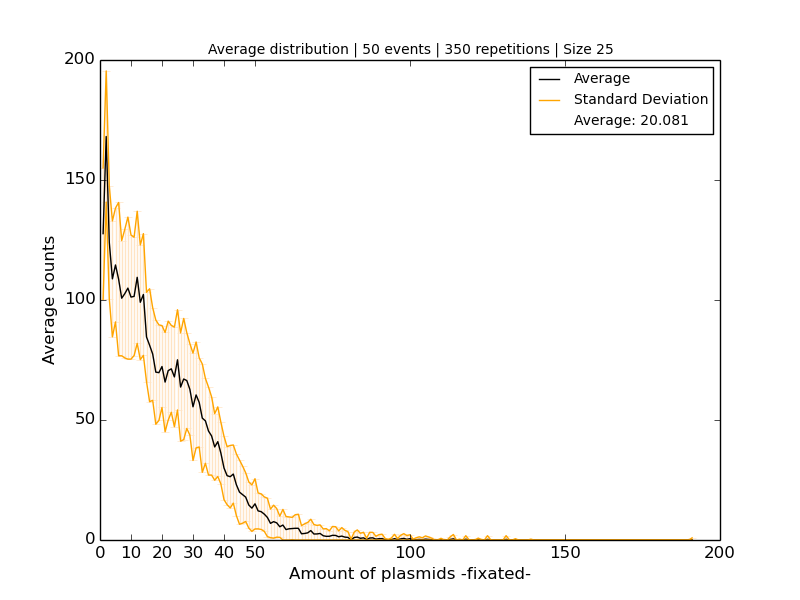 Average distribution | 50 events | 350 repetitions | Size 25
200
150
100
50
0
Average counts
Average
Standard Deviation
Average: 20.081
0 10 20 30 40 50 100 150 200
Amount of plasmids -fixated-